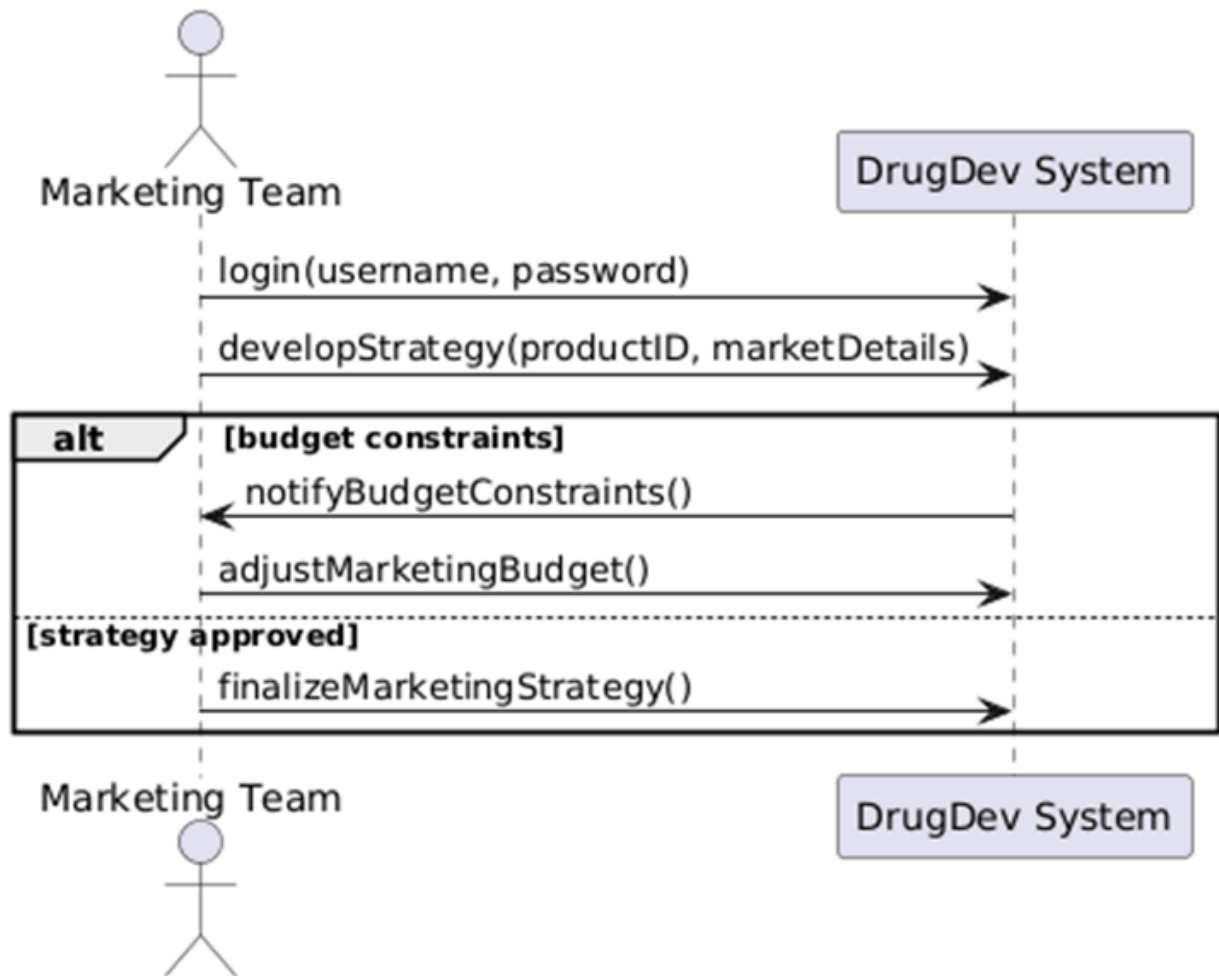 Marketing Team
DrugDev System
login(username, password)
developStrategy(productID, marketDetails)
alt [budget constraints]
notifyBudgetConstraints()
adjustMarketingBudget()
[strategy approved]
finalizeMarketingStrategy()
Marketing Team
DrugDev System